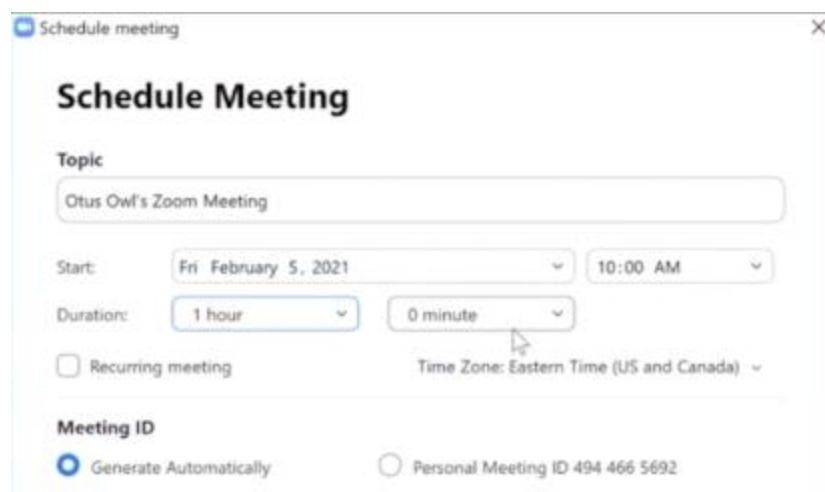 Schedule meeting
Schedule Meeting
Topic
Otus Owl's Zoom Meeting
Start: Fri February 5, 2021 10:00 AM
Duration: 1 hour 0 minute
Recurring meeting Time Zone: Eastern Time (US and Canada)
Meeting ID
Generate Automatically Personal Meeting ID 494 466 5692